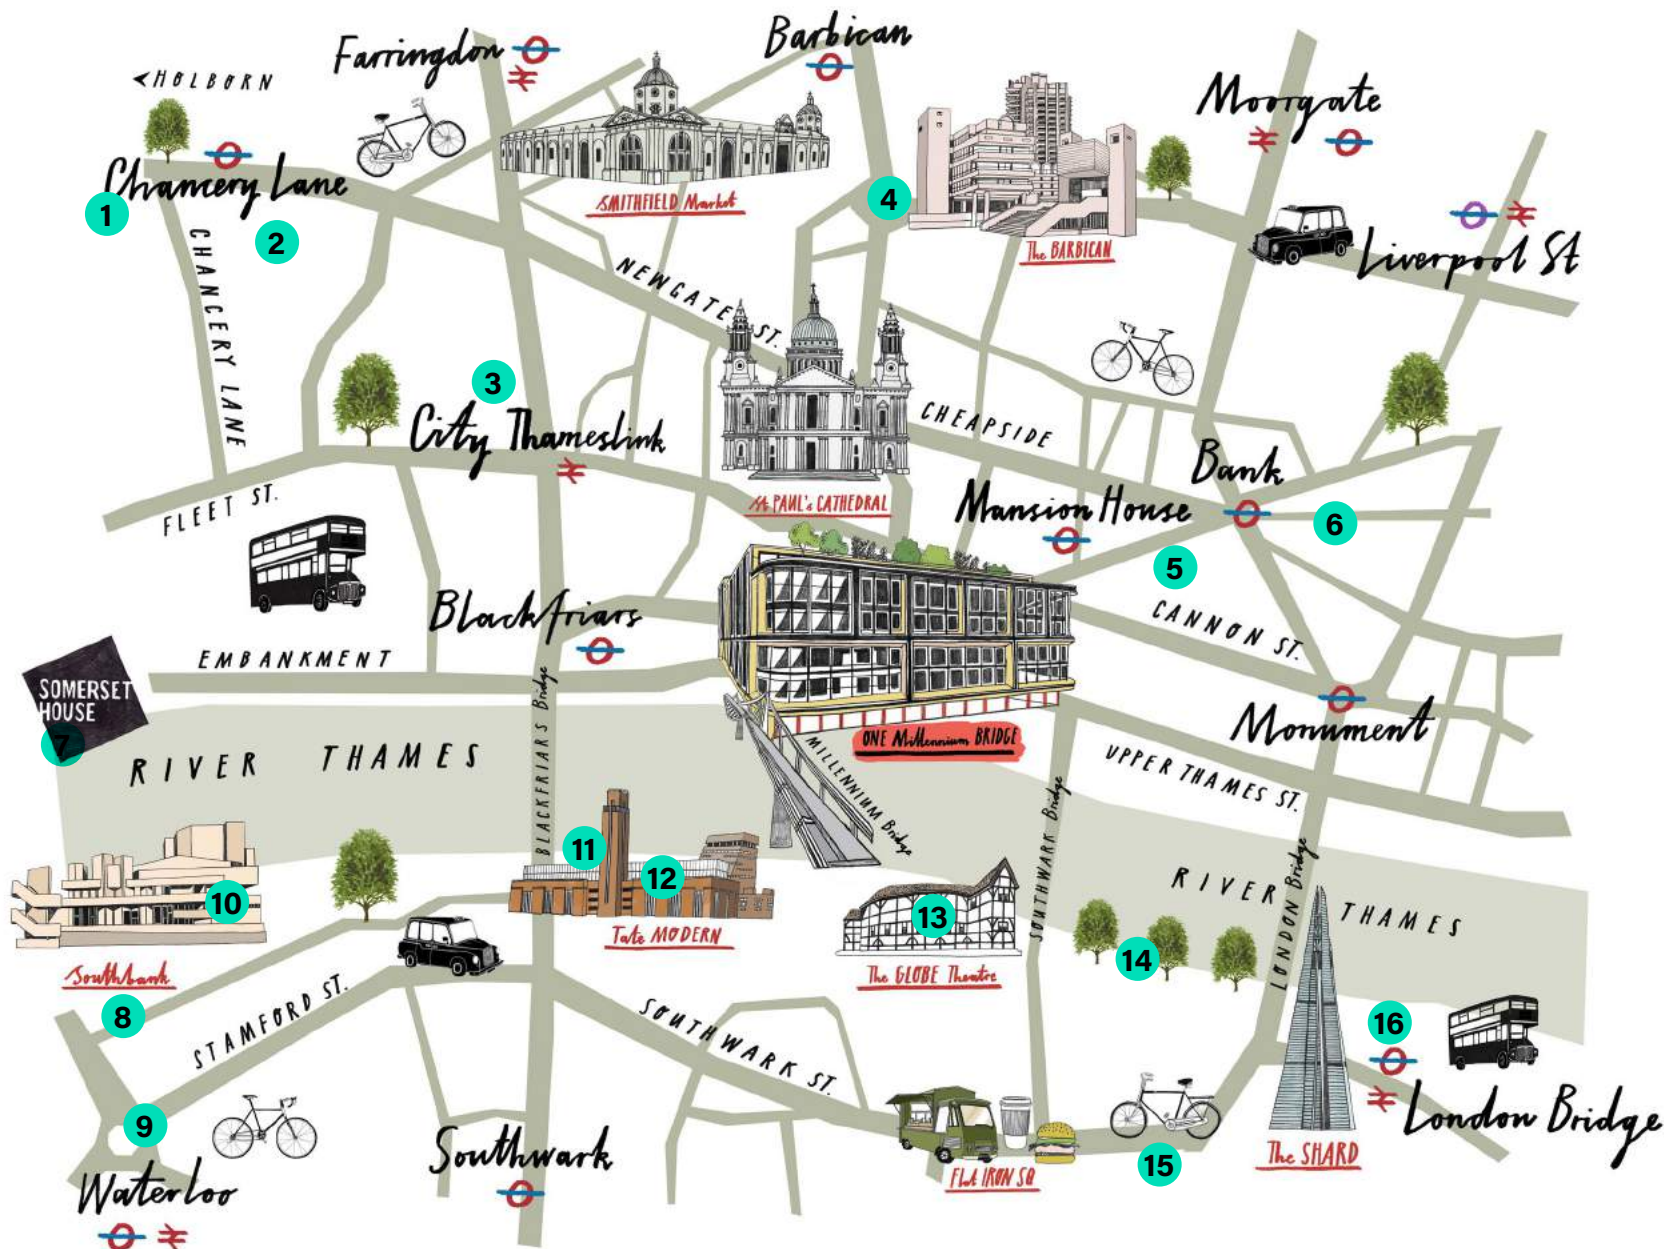 Farringdon
Barbican
<HOLBORN
Moorgate
Chancery Lane
1
2
SMITHFIELD Market
4
The BARBICAN
Liverpool St
CHANCERY LANE
NEWGATE ST.
3
City Thameslink
CHEAPSIDE
Bank
FLEET ST.
St PAUL's CATHEDRAL
Mansion House
6
5
Blackfriars
CANNON ST.
EMBANKMENT
SOMERSET
HOUSE
7
Monument
ONE Millennium BRIDGE
RIVER THAMES
BLACKFRIARS Bridge
MILLENNIUM Bridge
UPPER THAMES ST.
SOUTHWARK Bridge
11
12
10
13
RIVER THAMES
LONDON Bridge
Tate MODERN
The GLOBE Theatre
14
Southbank
8
STAMFORD ST.
SOUTHWARK ST.
16
9
London Bridge
Southwark
Flat IRON SQ
15
The SHARD
Waterloo